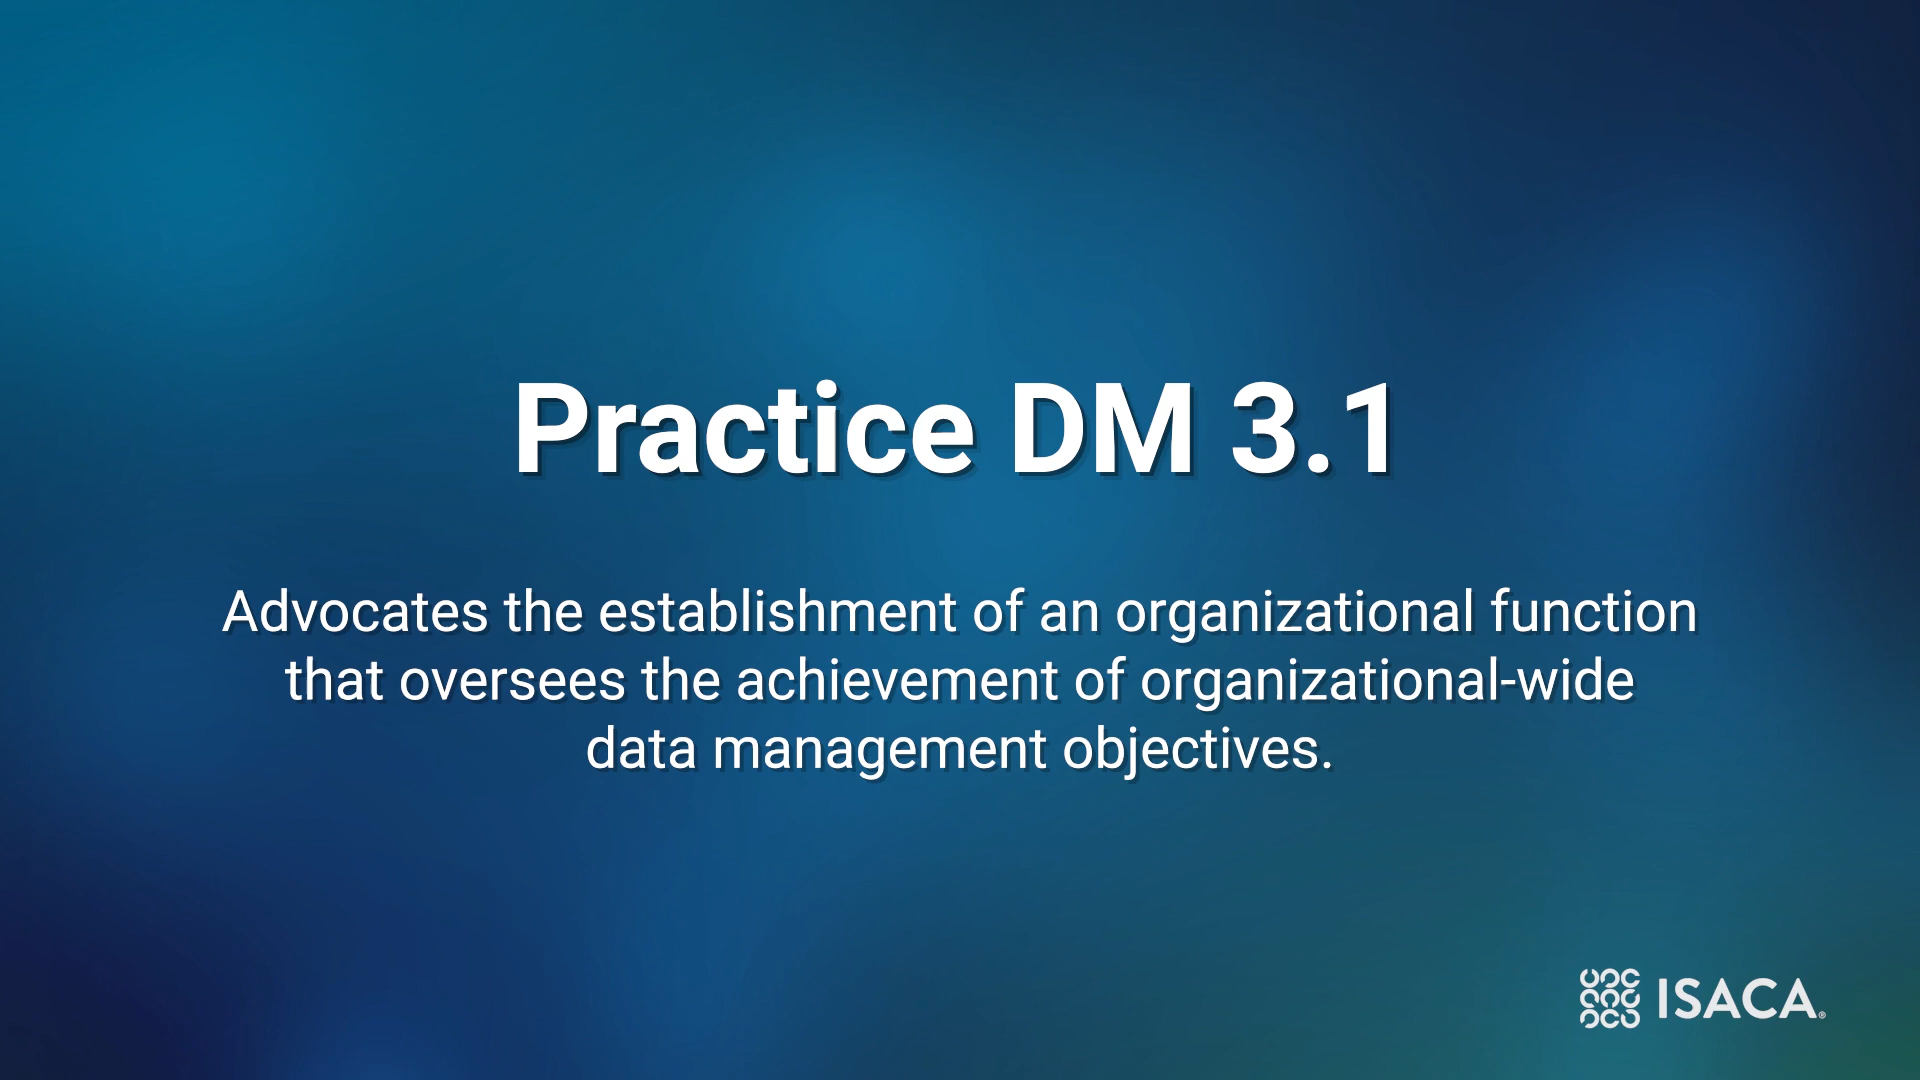 Practice DM 3.1
Advocates the establishment of an organizational function
that oversees the achievement of organizational-wide
data management objectives.
ISACA®